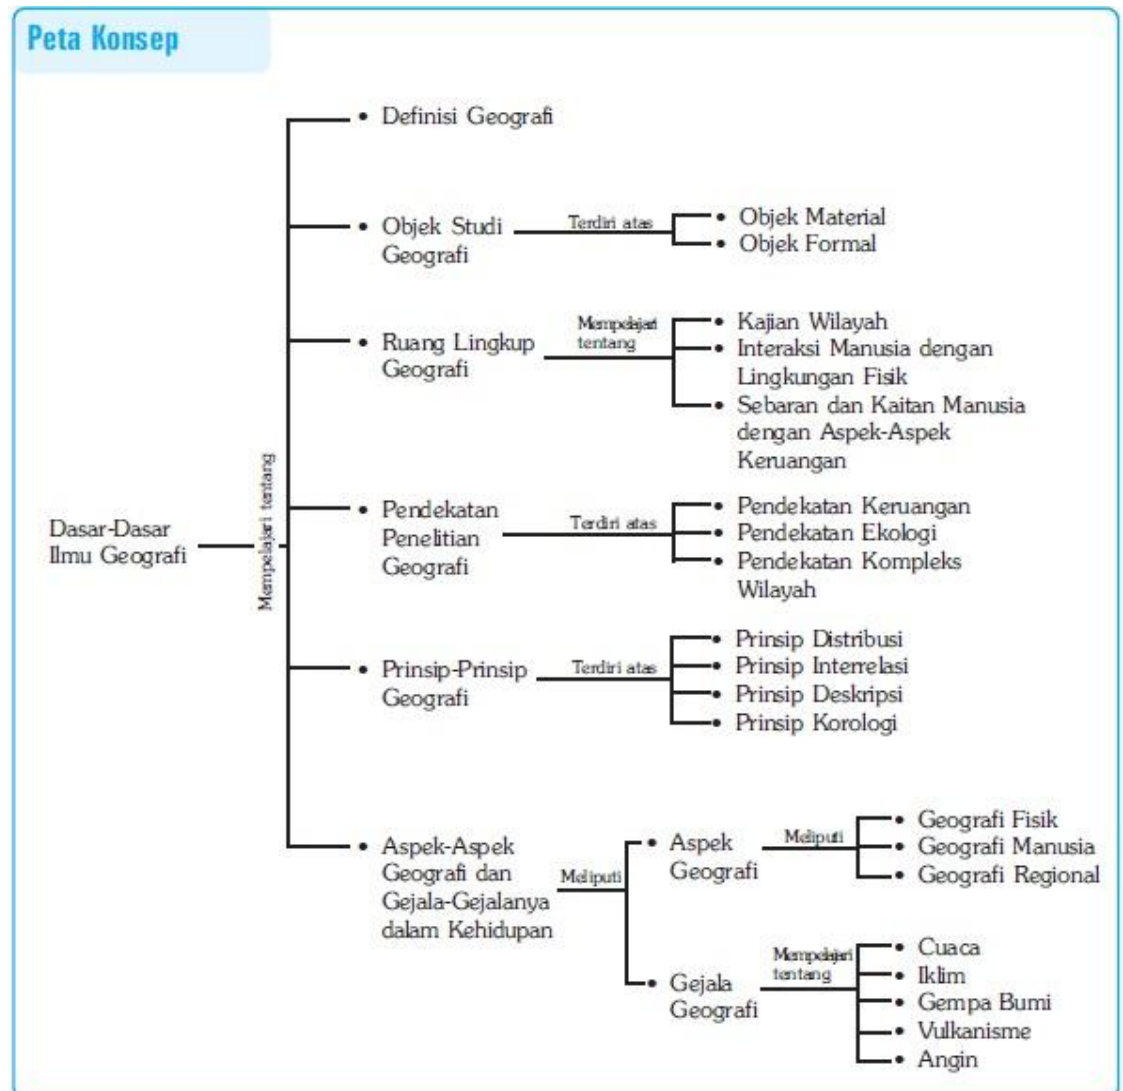 Peta Konsep
Dasar-Dasar
Ilmu Geografi
Mempelajari tentang
• Definisi Geografi
• Objek Studi
Geografi
Terdiri atas
• Objek Material
• Objek Formal
• Ruang Lingkup
Geografi
Mempelajari
tentang
• Kajian Wilayah
• Interaksi Manusia dengan
Lingkungan Fisik
• Sebaran dan Kaitan Manusia
dengan Aspek-Aspek
Keruangan
• Pendekatan
Penelitian
Geografi
Terdiri atas
• Pendekatan Keruangan
• Pendekatan Ekologi
• Pendekatan Kompleks
Wilayah
• Prinsip-Prinsip
Geografi
Terdiri atas
• Prinsip Distribusi
• Prinsip Interrelasi
• Prinsip Deskripsi
• Prinsip Korologi
• Aspek-Aspek
Geografi dan
Gejala-Gejalanya
dalam Kehidupan
Meliputi
• Aspek
Geografi
Meliputi
• Geografi Fisik
• Geografi Manusia
• Geografi Regional
• Gejala
Geografi
Mempelajari
tentang
• Cuaca
• Iklim
• Gempa Bumi
• Vulkanisme
• Angin